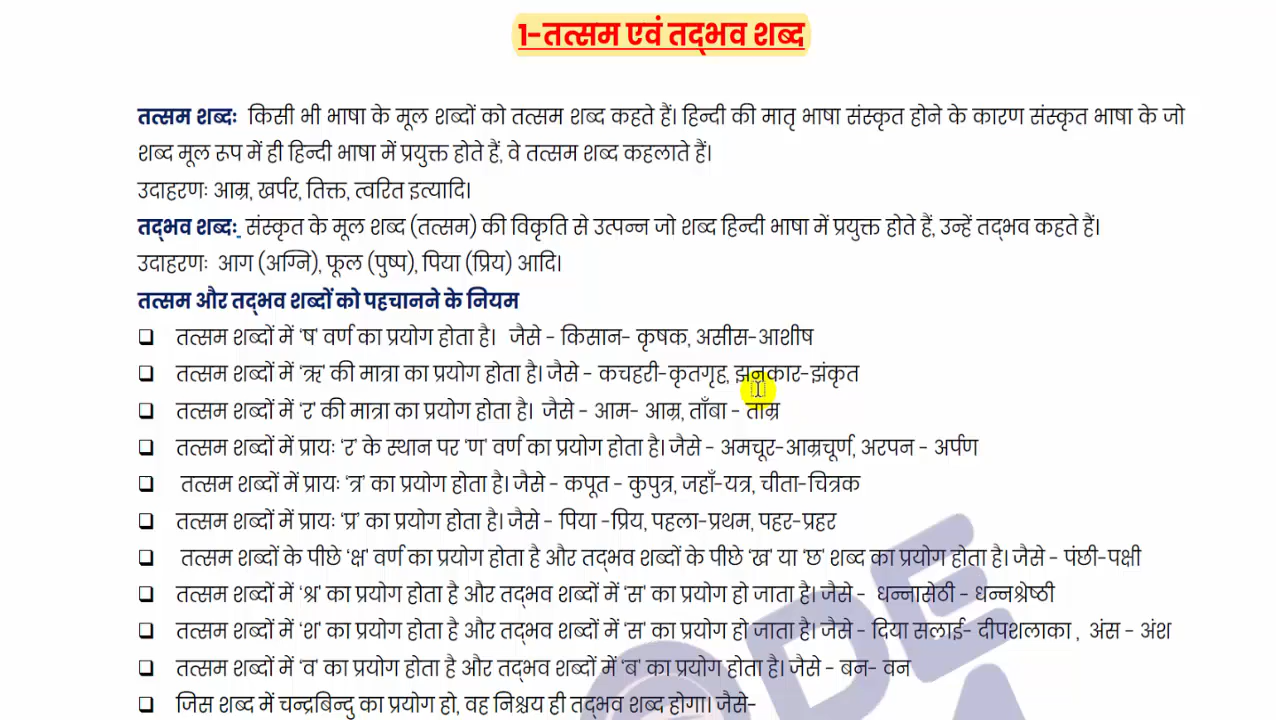 1-तत्सम एवं तद्भव शब्द
तत्सम शब्दः किसी भी भाषा के मूल शब्दों को तत्सम शब्द कहते हैं। हिन्दी की मातृ भाषा संस्कृत होने के कारण संस्कृत भाषा के जो
शब्द मूल रूप में ही हिन्दी भाषा में प्रयुक्त होते हैं, वे तत्सम शब्द कहलाते हैं।
उदाहरणः आम्र, खर्पर, तिक्त, त्वरित इत्यादि।
तद्भव शब्दः संस्कृत के मूल शब्द (तत्सम) की विकृति से उत्पन्न जो शब्द हिन्दी भाषा में प्रयुक्त होते हैं, उन्हें तद्भव कहते हैं।
उदाहरणः आग (अग्नि), फूल (पुष्प), पिया (प्रिय) आदि।
तत्सम और तद्भव शब्दों को पहचानने के नियम
❑ तत्सम शब्दों में ‘ष’ वर्ण का प्रयोग होता है। जैसे - किसान- कृषक, असीस-आशीष
❑ तत्सम शब्दों में ‘ऋ’ की मात्रा का प्रयोग होता है। जैसे - कचहरी-कृतगृह, झनकार-झंकृत
❑ तत्सम शब्दों में ‘र’ की मात्रा का प्रयोग होता है। जैसे - आम- आम्र, ताँबा - ताम्र
❑ तत्सम शब्दों में प्रायः ‘र’ के स्थान पर ‘ण’ वर्ण का प्रयोग होता है। जैसे - अमचूर-आम्रचूर्ण, अरपन - अर्पण
❑ तत्सम शब्दों में प्रायः ‘त्र’ का प्रयोग होता है। जैसे - कपूत - कुपुत्र, जहाँ-यत्र, चीता-चित्रक
❑ तत्सम शब्दों में प्रायः ‘प्र’ का प्रयोग होता है। जैसे - पिया -प्रिय, पहला-प्रथम, पहर-प्रहर
❑ तत्सम शब्दों के पीछे ‘क्ष’ वर्ण का प्रयोग होता है और तद्भव शब्दों के पीछे ‘ख’ या ‘छ’ शब्द का प्रयोग होता है। जैसे - पंछी-पक्षी
❑ तत्सम शब्दों में ‘श्र’ का प्रयोग होता है और तद्भव शब्दों में ‘स’ का प्रयोग हो जाता है। जैसे - धन्नासेठी - धन्नश्रेष्ठी
❑ तत्सम शब्दों में ‘श’ का प्रयोग होता है और तद्भव शब्दों में ‘स’ का प्रयोग हो जाता है। जैसे - दिया सलाई- दीपशलाका , अंस - अंश
❑ तत्सम शब्दों में ‘व’ का प्रयोग होता है और तद्भव शब्दों में ‘ब’ का प्रयोग होता है। जैसे - बन- वन
❑ जिस शब्द में चन्द्रबिन्दु का प्रयोग हो, वह निश्चय ही तद्भव शब्द होगा। जैसे-